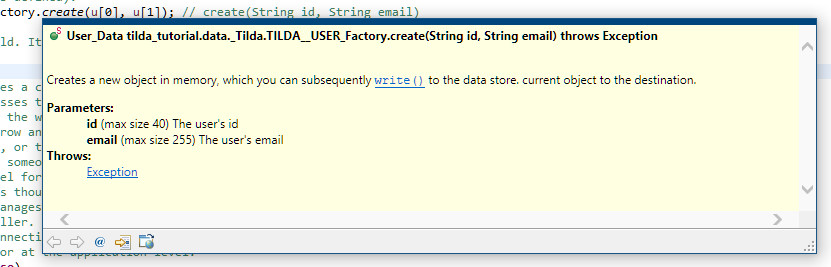 s defined).
ctory.create(u[0], u[1]); // create(String id, String email)
User_Data tilda_tutorial.data._Tilda.TILDA__USER_Factory.create(String id, String email) throws Exception
ld. It
Creates a new object in memory, which you can subsequently write() to the data store. current object to the destination.
es a c
sses t
Parameters:
the w
id (max size 40) The user's id
row an
email (max size 255) The user's email
, or t
Throws:
someo
Exception
el for
s thou
anages
ller.
nnecti
@
or at the application level.
se)